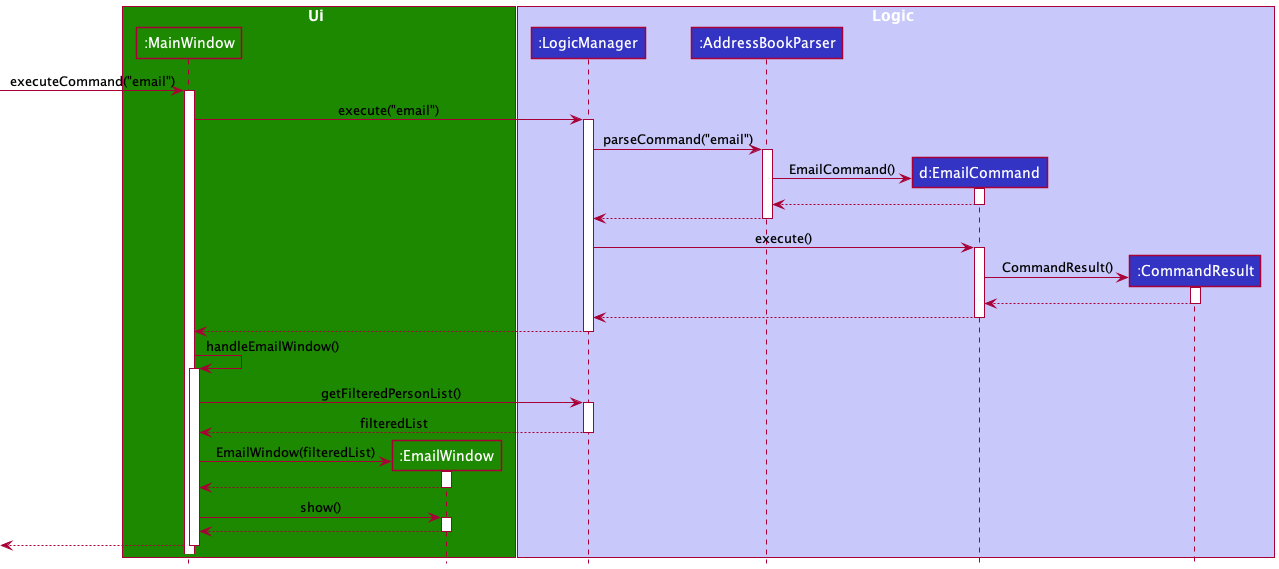 Ui
Logic
:MainWindow
:LogicManager
:AddressBookParser
executeCommand("email")
execute("email")
parseCommand("email")
EmailCommand()
d:EmailCommand
execute()
CommandResult()
:CommandResult
handleEmailWindow()
getFilteredPersonList()
filteredList
EmailWindow(filteredList)
:EmailWindow
show()